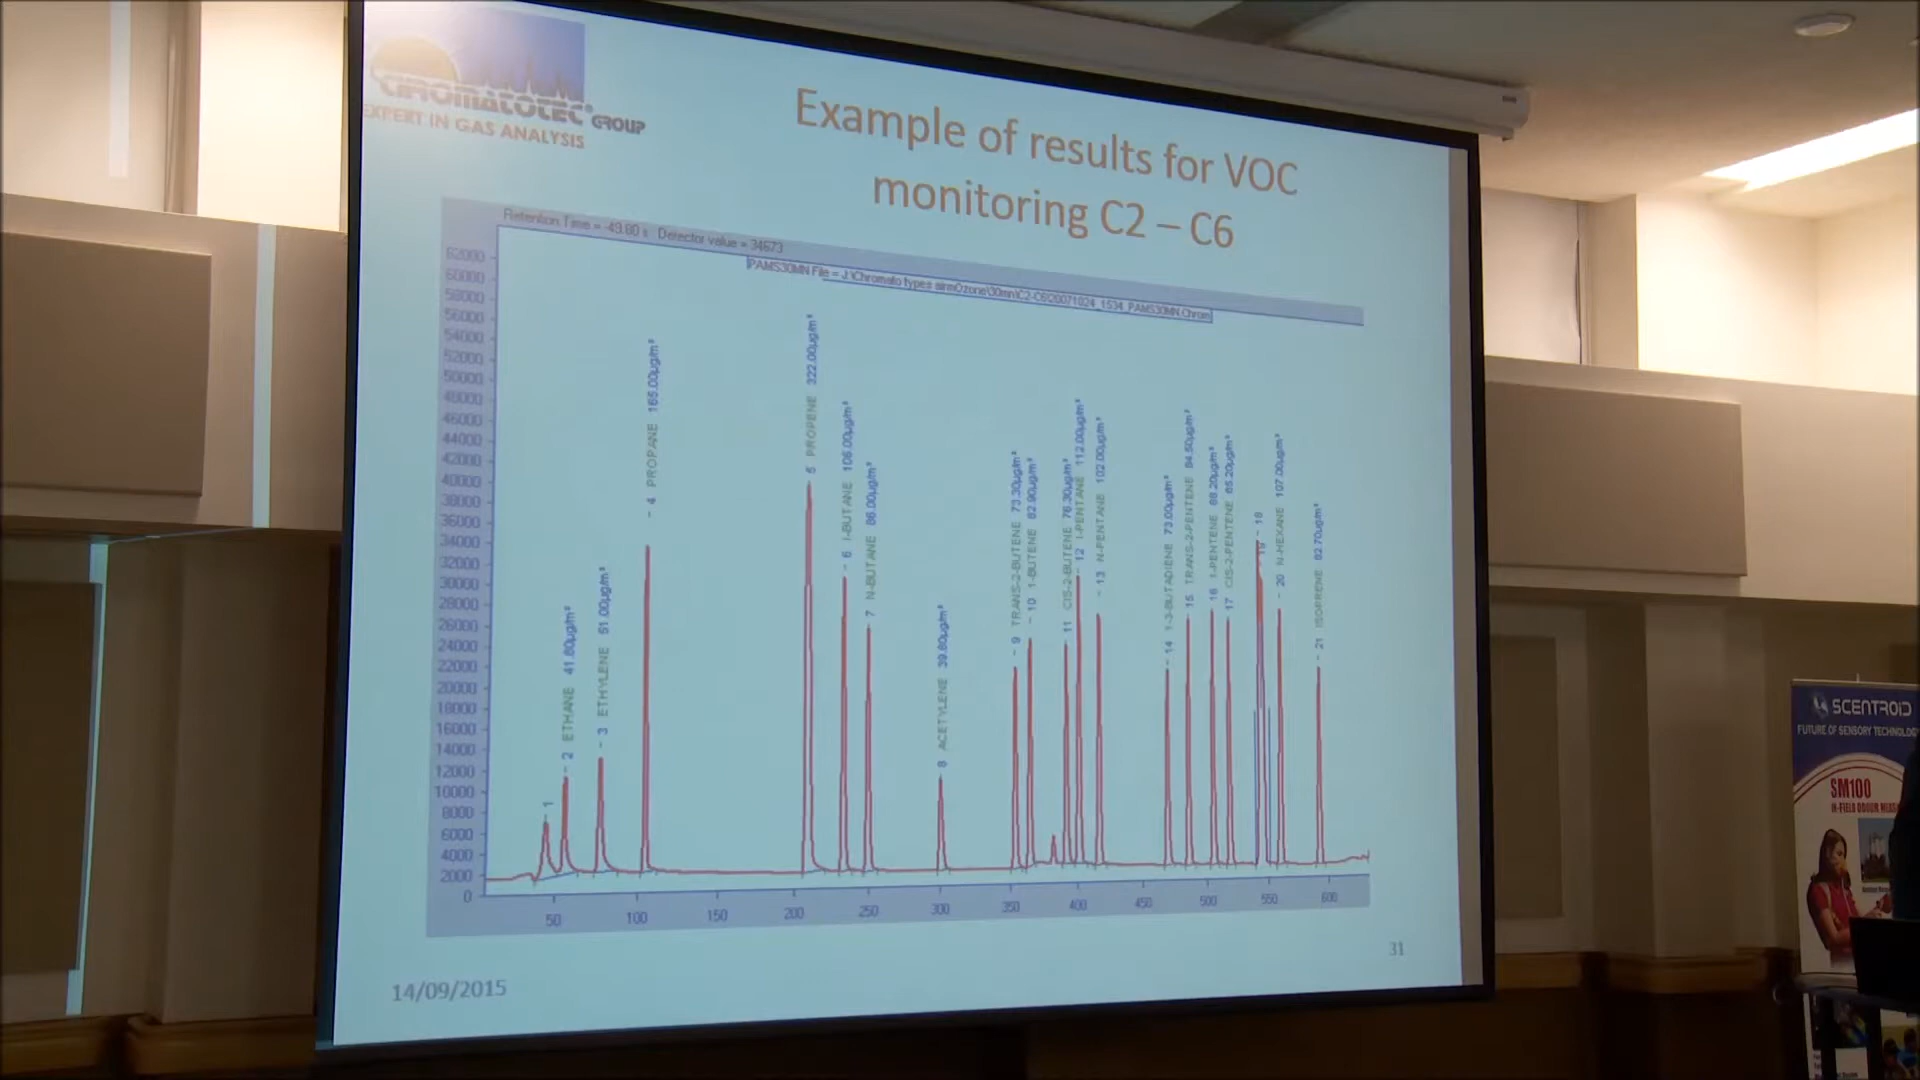 CHROMATOTEC GROUP
EXPERT IN GAS ANALYSIS
Example of results for VOC
monitoring C2 – C6
Retention Time = -49.80 s Detector value = 34673
62000
60000
58000
56000
54000
52000
50000
48000
46000
44000
42000
40000
38000
36000
34000
32000
30000
28000
26000
24000
22000
20000
18000
16000
14000
12000
10000
8000
6000
4000
2000
0
1
2 ETHANE 41.60µg/m³
3 ETHYLENE 51.00µg/m³
4 PROPANE 165.00µg/m³
5 PROPENE 222.00µg/m³
6 I-BUTANE 106.00µg/m³
7 N-BUTANE 86.00µg/m³
8 ACETYLENE 39.60µg/m³
9 TRANS-2-BUTENE 73.30µg/m³
10 1-BUTENE 82.90µg/m³
11 CIS-2-BUTENE 76.30µg/m³
12 I-PENTANE 112.00µg/m³
13 N-PENTANE 102.00µg/m³
14 1-3-BUTADIENE 73.00µg/m³
15 TRANS-2-PENTENE 84.50µg/m³
16 1-PENTENE 88.20µg/m³
17 CIS-2-PENTENE 85.20µg/m³
18
19
20 N-HEXANE 107.00µg/m³
21 ISOPRENE 82.70µg/m³
50 100 150 200 250 300 350 400 450 500 550 600
31
14/09/2015
SCENTROID
FUTURE OF SENSORY TECHNOLOGY
SM100
IN-FIELD ODOUR